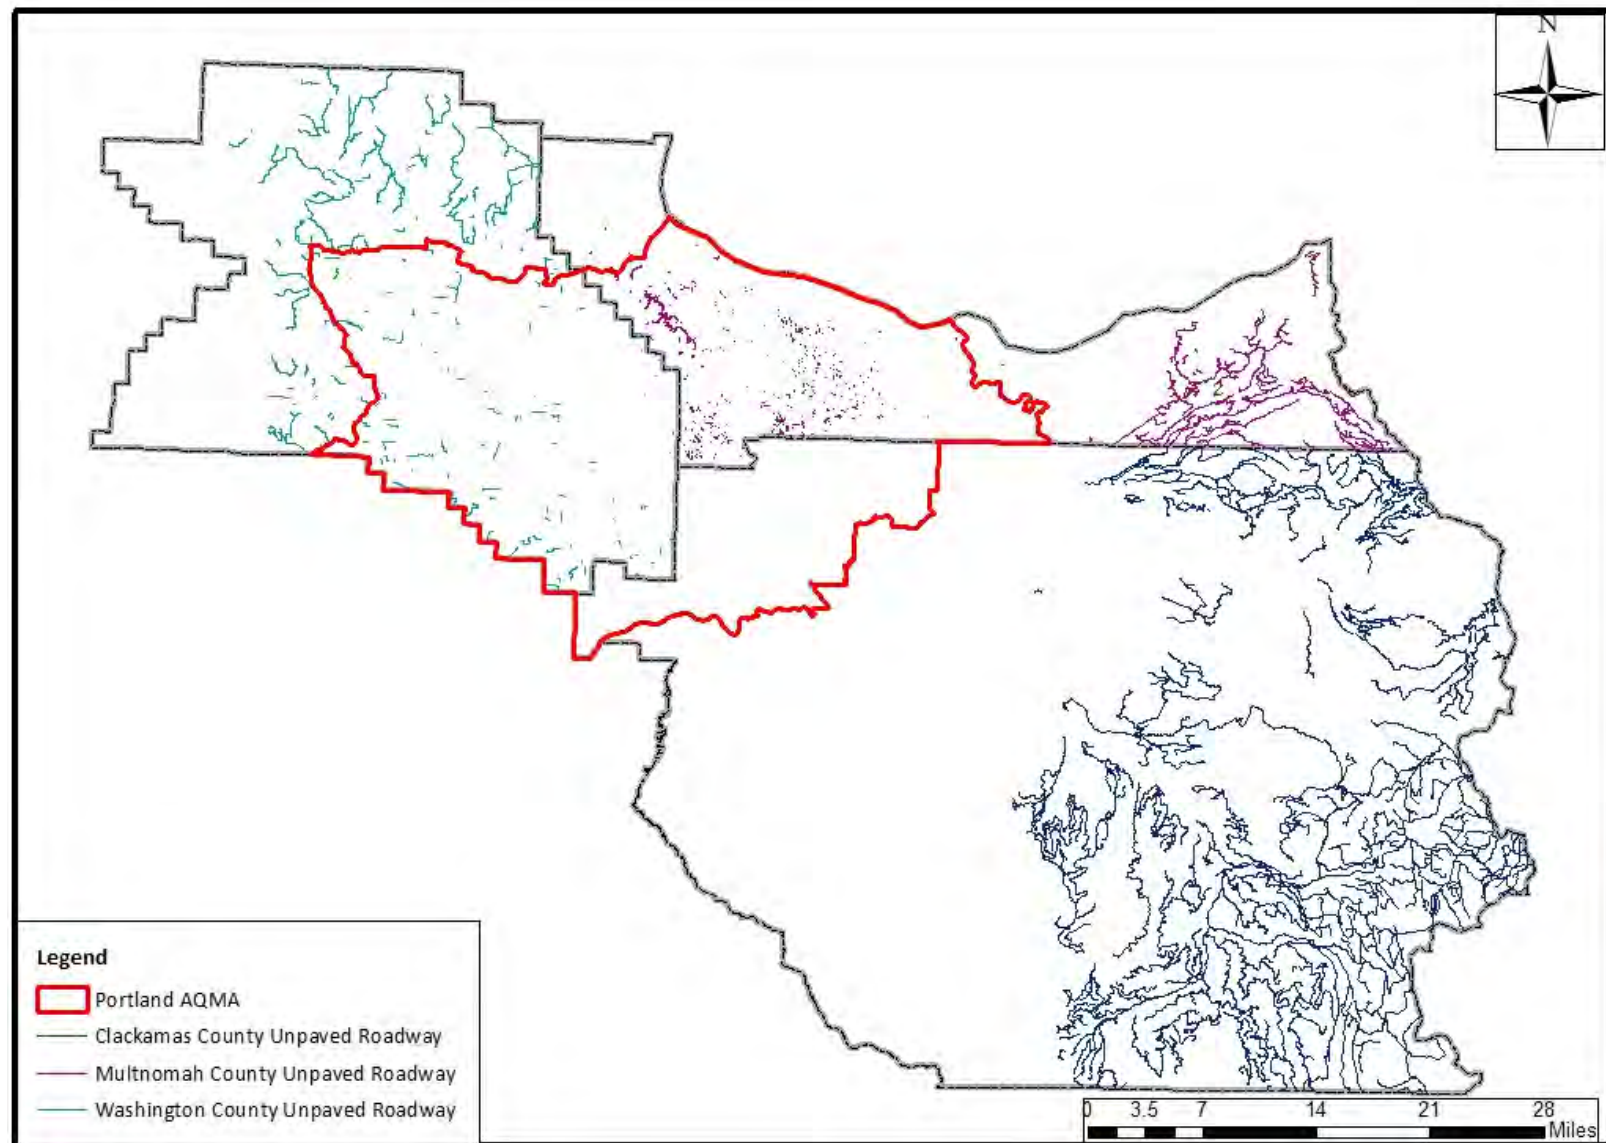 N
Legend
Portland AQMA
Clackamas County Unpaved Roadway
Multnomah County Unpaved Roadway
Washington County Unpaved Roadway
0 3.5 7 14 21 28
Miles